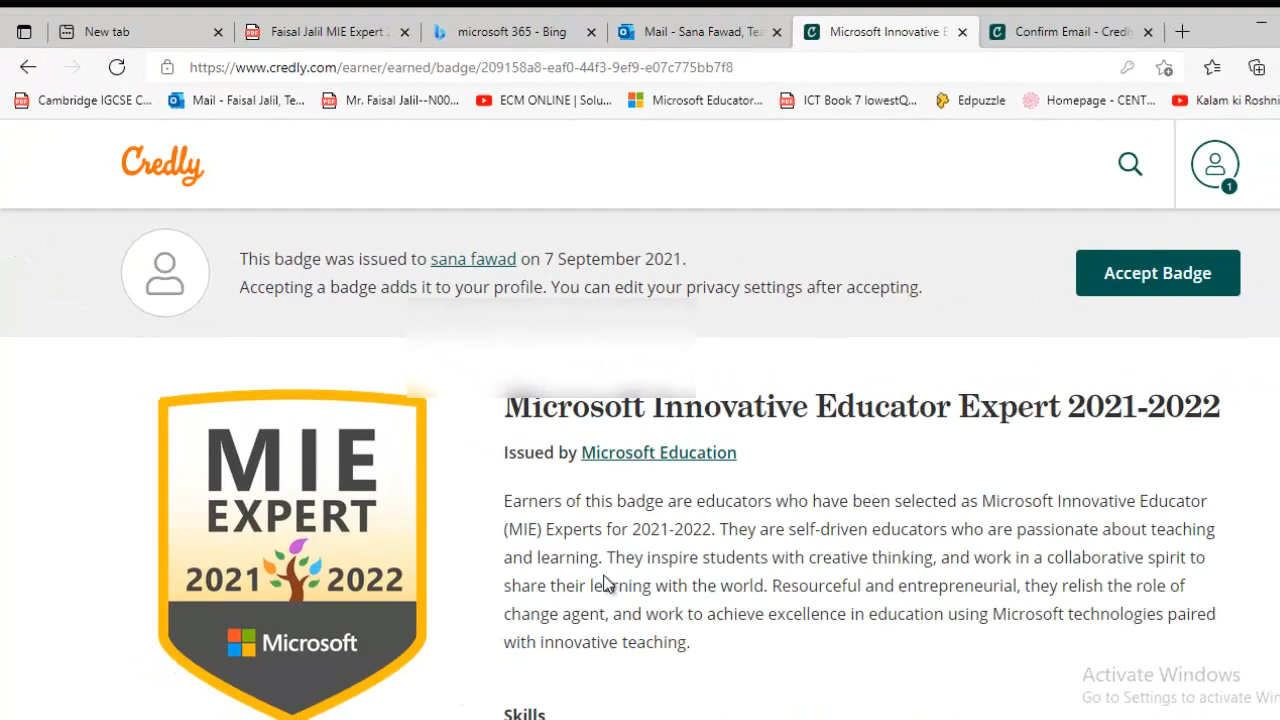 New tab
Faisal Jalil MIE Expert
microsoft 365 - Bing
Mail - Sana Fawad, Tea
Microsoft Innovative E
Confirm Email - Credly
https://www.credly.com/earner/earned/badge/209158a8-eaf0-44f3-9ef9-e07c775bb7f8
Cambridge IGCSE C...
Mail - Faisal Jalil, Te...
Mr. Faisal Jalil--N00...
ECM ONLINE | Solu...
Microsoft Educator...
ICT Book 7 lowestQ...
Edpuzzle
Homepage - CENT...
Kalam ki Roshni
Credly
1
This badge was issued to sana fawad on 7 September 2021.
Accepting a badge adds it to your profile. You can edit your privacy settings after accepting.
Accept Badge
MIE
EXPERT
2021 2022
Microsoft
Microsoft Innovative Educator Expert 2021-2022
Issued by Microsoft Education
Earners of this badge are educators who have been selected as Microsoft Innovative Educator
(MIE) Experts for 2021-2022. They are self-driven educators who are passionate about teaching
and learning. They inspire students with creative thinking, and work in a collaborative spirit to
share their learning with the world. Resourceful and entrepreneurial, they relish the role of
change agent, and work to achieve excellence in education using Microsoft technologies paired
with innovative teaching.
Skills
Activate Windows
Go to Settings to activate Win